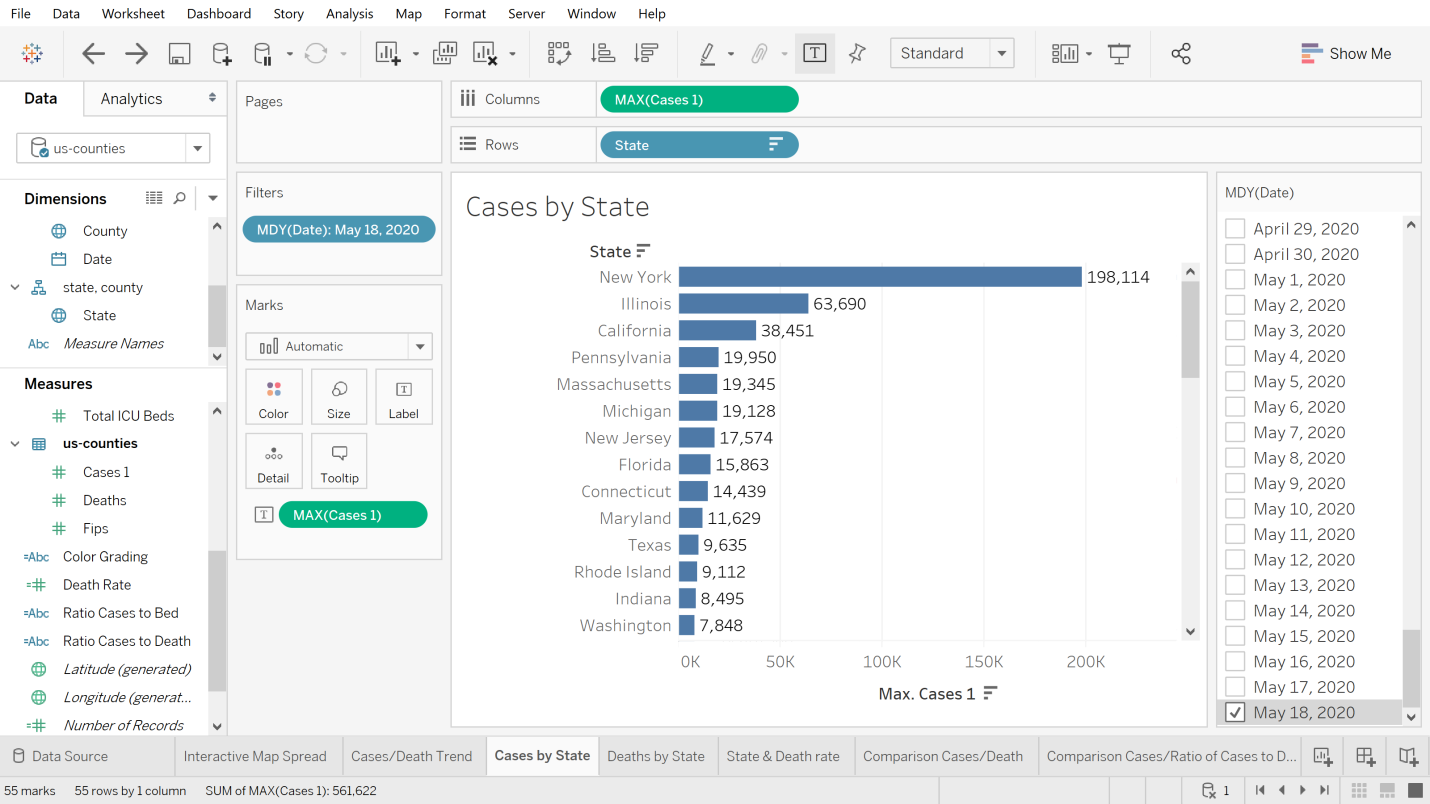 File Data Worksheet Dashboard Story Analysis Map Format Server Window Help
Standard
Show Me
Data Analytics
us-counties
Dimensions
County
Date
state, county
State
Abc Measure Names
Measures
Total ICU Beds
us-counties
Cases 1
Deaths
Fips
=Abc Color Grading
Death Rate
=Abc Ratio Cases to Bed
=Abc Ratio Cases to Death
Latitude (generated)
Longitude (generat...
Number of Records
Pages
Filters
MDY(Date): May 18, 2020
Marks
Automatic
Color Size Label
Detail Tooltip
MAX(Cases 1)
Columns MAX(Cases 1)
Rows State
Cases by State
State
New York 198,114
Illinois 63,690
California 38,451
Pennsylvania 19,950
Massachusetts 19,345
Michigan 19,128
New Jersey 17,574
Florida 15,863
Connecticut 14,439
Maryland 11,629
Texas 9,635
Rhode Island 9,112
Indiana 8,495
Washington 7,848
0K 50K 100K 150K 200K
Max. Cases 1
MDY(Date)
April 29, 2020
April 30, 2020
May 1, 2020
May 2, 2020
May 3, 2020
May 4, 2020
May 5, 2020
May 6, 2020
May 7, 2020
May 8, 2020
May 9, 2020
May 10, 2020
May 11, 2020
May 12, 2020
May 13, 2020
May 14, 2020
May 15, 2020
May 16, 2020
May 17, 2020
May 18, 2020
Data Source Interactive Map Spread Cases/Death Trend Cases by State Deaths by State State & Death rate Comparison Cases/Death Comparison Cases/Ratio of Cases to D...
55 marks 55 rows by 1 column SUM of MAX(Cases 1): 561,622 1